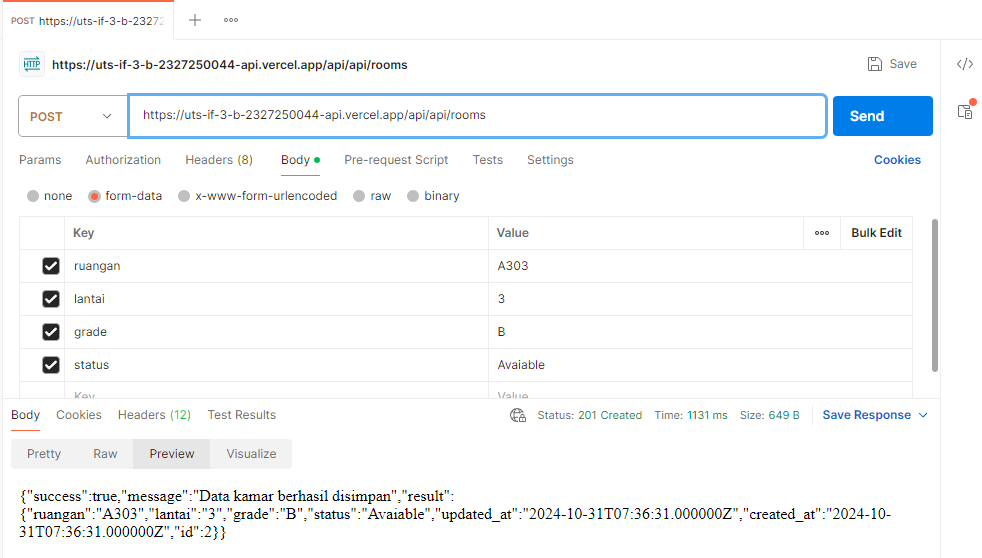 POST https://uts-if-3-b-2327
https://uts-if-3-b-2327250044-api.vercel.app/api/api/rooms
Save
POST
https://uts-if-3-b-2327250044-api.vercel.app/api/api/rooms
Send
Params Authorization Headers (8) Body Pre-request Script Tests Settings Cookies
none form-data x-www-form-urlencoded raw binary
Key Value Bulk Edit
ruangan A303
lantai 3
grade B
status Avaiable
Key Value
Body Cookies Headers (12) Test Results Status: 201 Created Time: 1131 ms Size: 649 B Save Response
Pretty Raw Preview Visualize
{"success":true,"message":"Data kamar berhasil disimpan","result":
{"ruangan":"A303","lantai":"3","grade":"B","status":"Avaiable","updated_at":"2024-10-31T07:36:31.000000Z","created_at":"2024-10-
31T07:36:31.000000Z","id":2}}